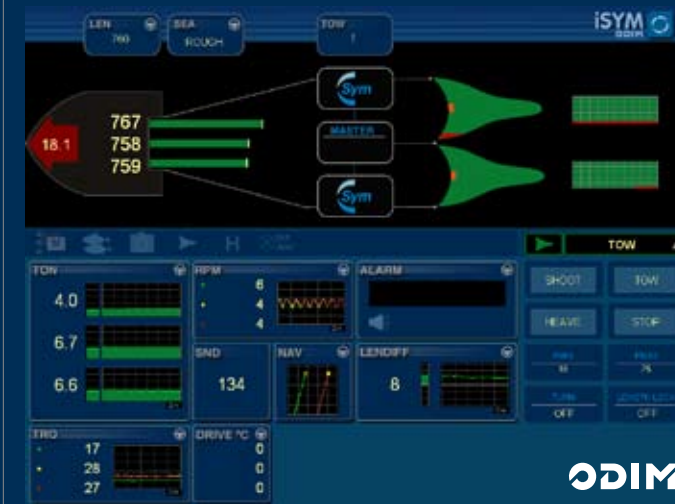 LEN
760
SEA
ROUGH
TOW
iSYM
ODIM
767
758
759
18.1
Sym
MASTER
Sym
H
TOW
TON
4.0
6.7
6.6
RPM
6
4
4
ALARM
SHOOT
TOW
HEAVE
STOP
SND
134
NAV
LENDIFF
8
OFF
OFF
TRQ
17
28
27
DRIVE °C
0
0
0
ODIM